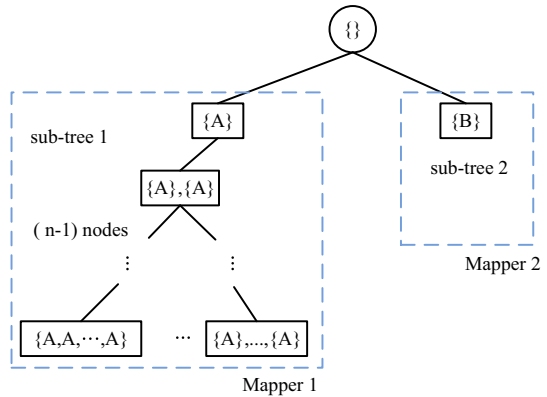 {}
{A}
{B}
sub-tree 1
sub-tree 2
{A},{A}
( n-1) nodes
Mapper 2
⋮
⋮
{A,A,⋯,A}
...
{A},...,{A}
Mapper 1